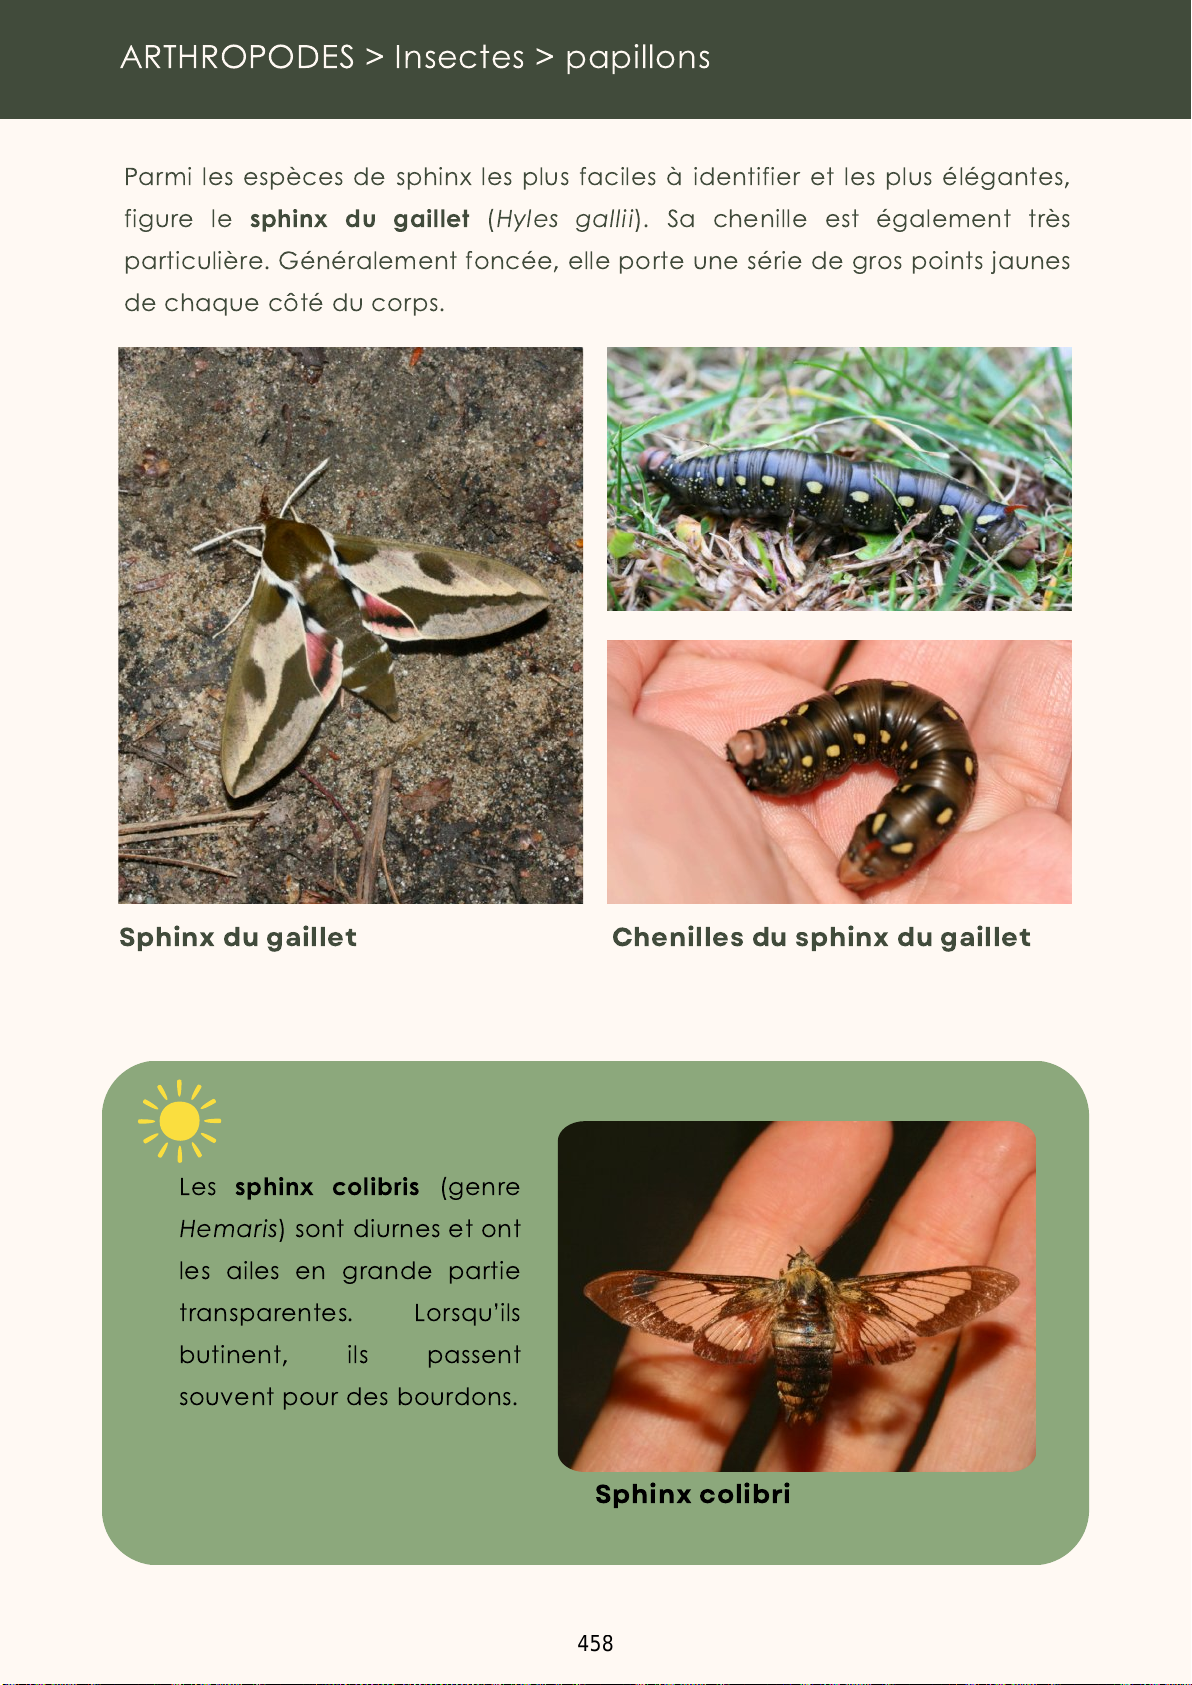 ARTHROPODES > Insectes > papillons
Parmi les espèces de sphinx les plus faciles à identifier et les plus élégantes,
figure le sphinx du gaillet (Hyles gallii). Sa chenille est également très
particulière. Généralement foncée, elle porte une série de gros points jaunes
de chaque côté du corps.
Sphinx du gaillet
Chenilles du sphinx du gaillet
Les sphinx colibris (genre
Hemaris) sont diurnes et ont
les ailes en grande partie
transparentes. Lorsqu'ils
butinent, ils passent
souvent pour des bourdons.
Sphinx colibri
458